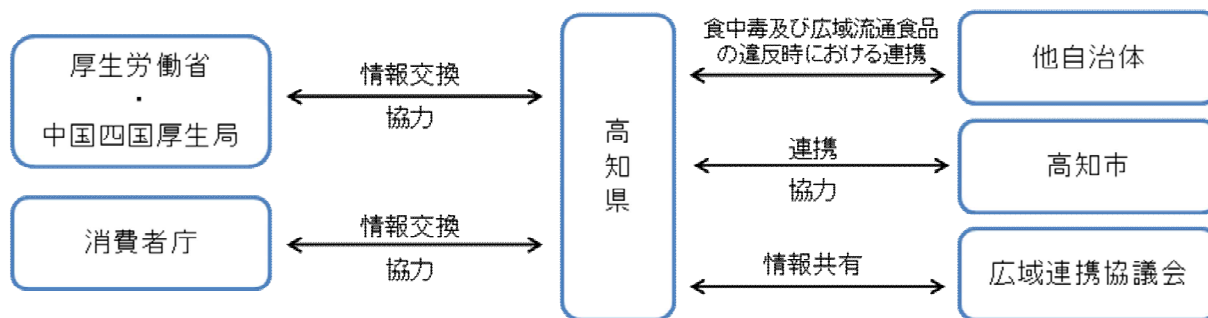 厚生労働省
・
中国四国厚生局
情報交換
協力
消費者庁
情報交換
協力
高
知
県
食中毒及び広域流通食品
の違反時における連携
他自治体
連携
協力
高知市
情報共有
広域連携協議会